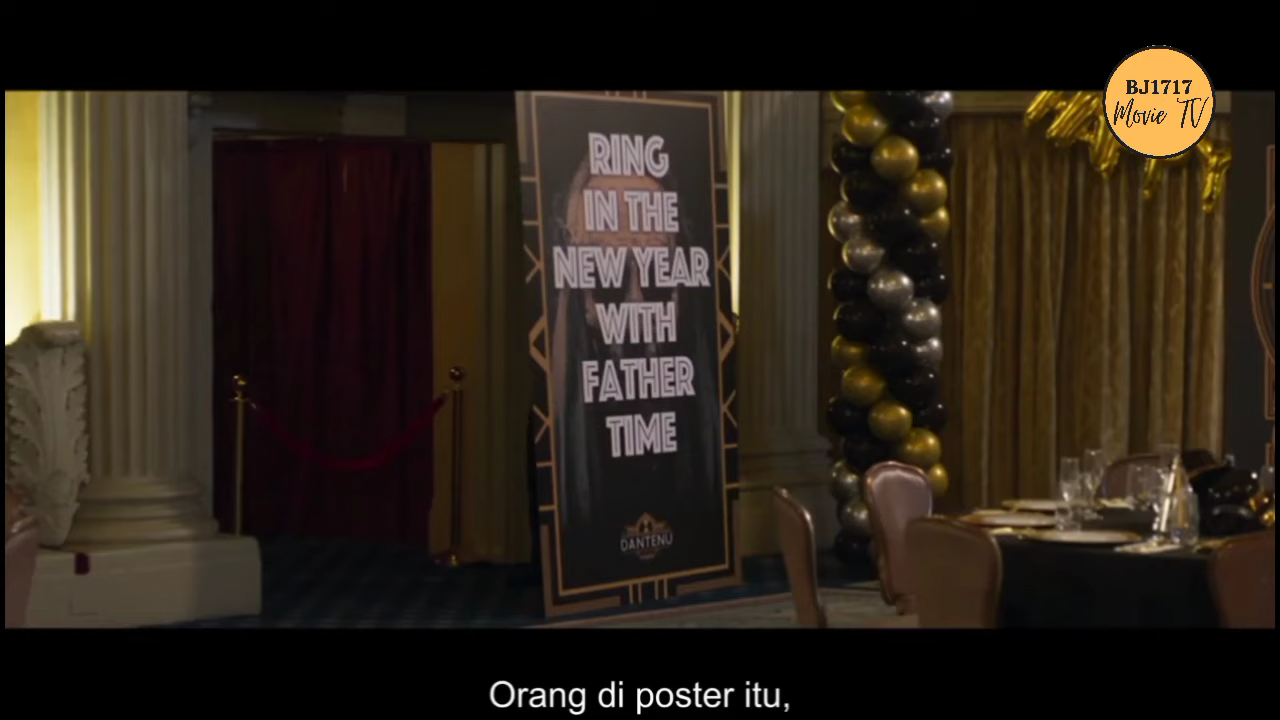 BJ1717
Movie TV
RING
IN THE
NEW YEAR
WITH
FATHER
TIME
DANTENU
Orang di poster itu,